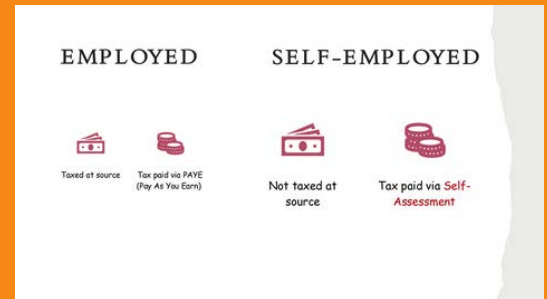 EMPLOYED
Taxed at source
Tax paid via PAYE
(Pay As You Earn)
SELF-EMPLOYED
Not taxed at
source
Tax paid via Self-
Assessment